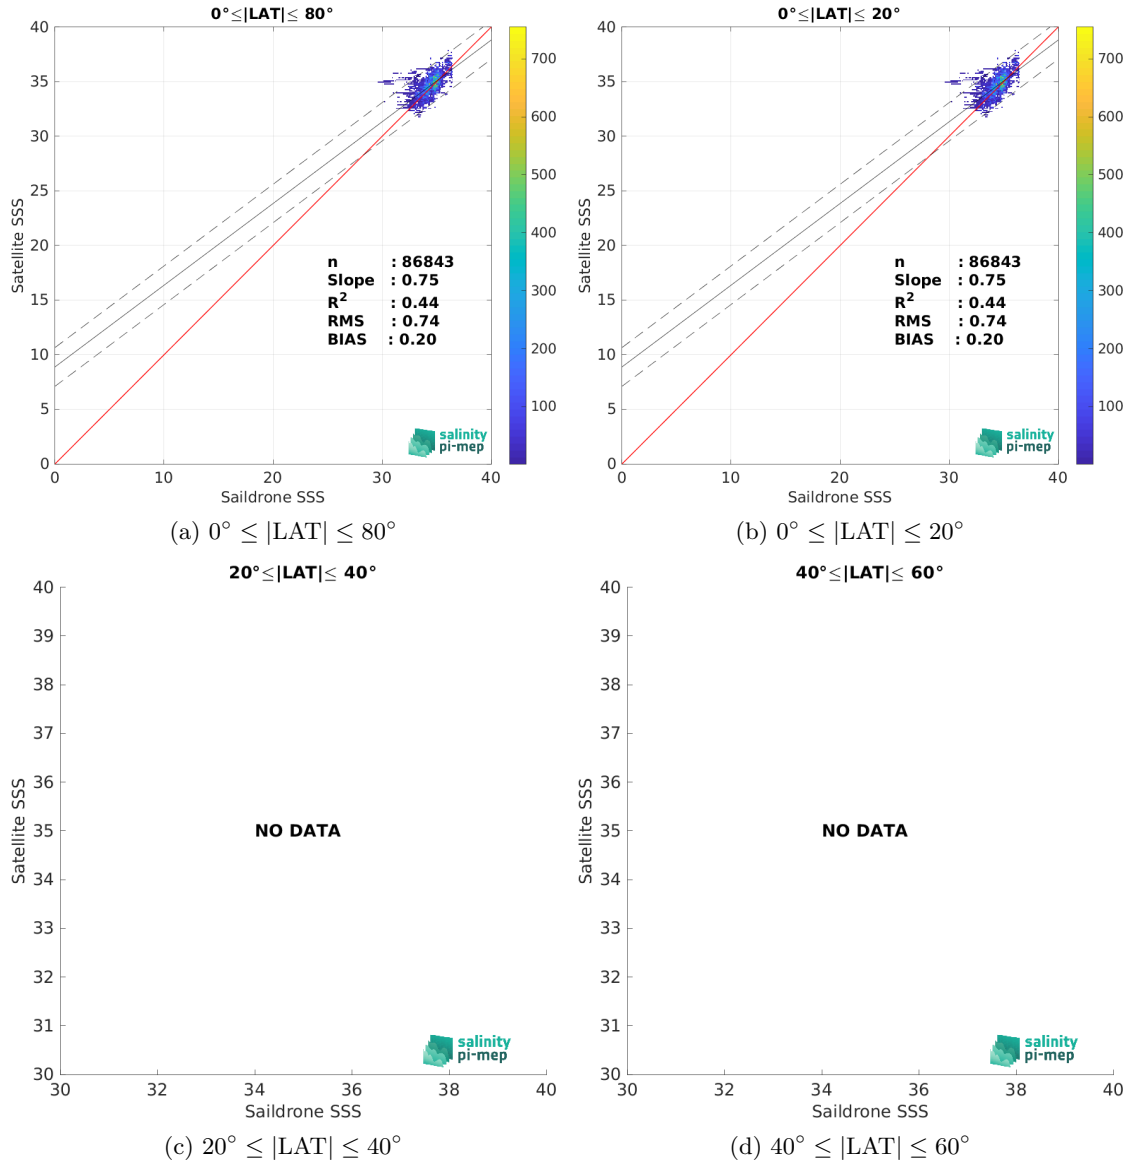 0°≤|LAT|≤ 80°
40
35
30
25
20
15
10
5
0
Satellite SSS
0 10 20 30 40
Saildrone SSS
n : 86843
Slope : 0.75
R² : 0.44
RMS : 0.74
BIAS : 0.20
salinity
pi-mep
700
600
500
400
300
200
100
(a) 0° ≤ |LAT| ≤ 80°
0°≤|LAT|≤ 20°
40
35
30
25
20
15
10
5
0
Satellite SSS
0 10 20 30 40
Saildrone SSS
n : 86843
Slope : 0.75
R² : 0.44
RMS : 0.74
BIAS : 0.20
salinity
pi-mep
700
600
500
400
300
200
100
(b) 0° ≤ |LAT| ≤ 20°
20°≤|LAT|≤ 40°
40
39
38
37
36
35
34
33
32
31
30
Satellite SSS
NO DATA
salinity
pi-mep
30 32 34 36 38 40
Saildrone SSS
(c) 20° ≤ |LAT| ≤ 40°
40°≤|LAT|≤ 60°
40
39
38
37
36
35
34
33
32
31
30
Satellite SSS
NO DATA
salinity
pi-mep
30 32 34 36 38 40
Saildrone SSS
(d) 40° ≤ |LAT| ≤ 60°